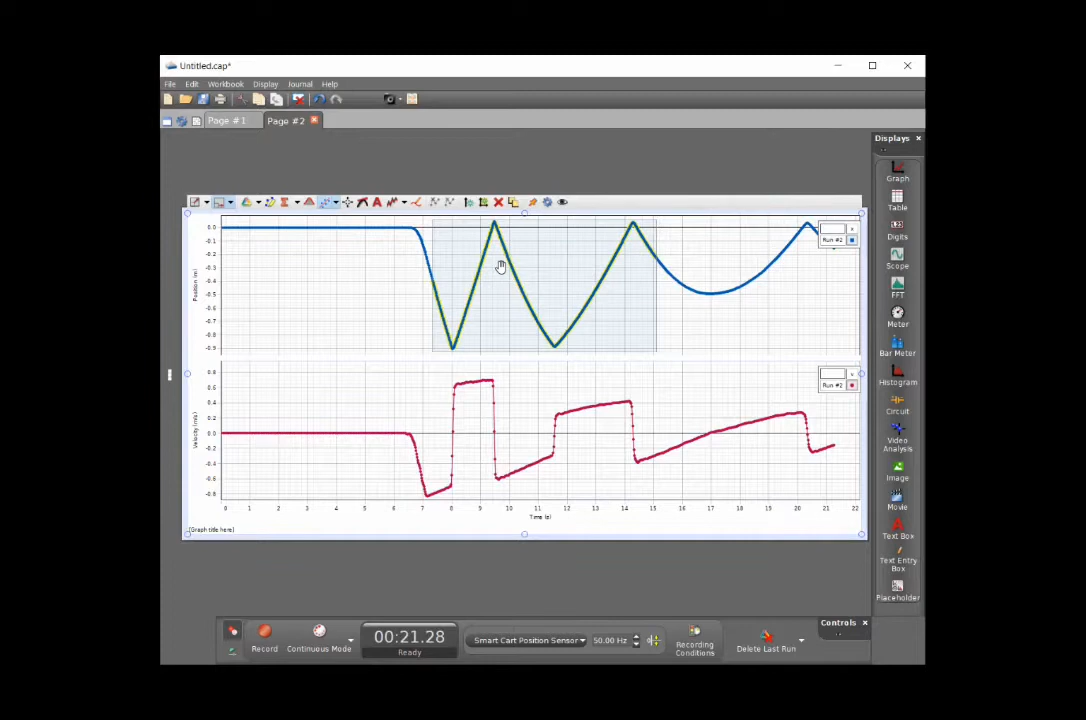 Untitled.cap*
File Edit Workbook Display Journal Help
Page #1 Page #2
Displays
Graph
Table
Digits
Scope
FFT
Meter
Bar Meter
Histogram
Circuit
Video
Analysis
Image
Movie
Text Box
Text Entry
Box
Placeholder
Position (m)
0.0
-0.1
-0.2
-0.3
-0.4
-0.5
-0.6
-0.7
-0.8
-0.9
Run #2
Velocity (m/s)
0.8
0.6
0.4
0.2
0.0
-0.2
-0.4
-0.6
-0.8
Run #2
0 1 2 3 4 5 6 7 8 9 10 11 12 13 14 15 16 17 18 19 20 21 22
Time (s)
[Graph title here]
Record
Continuous Mode
00:21.28
Ready
Smart Cart Position Sensor
50.00 Hz
Recording
Conditions
Delete Last Run
Controls